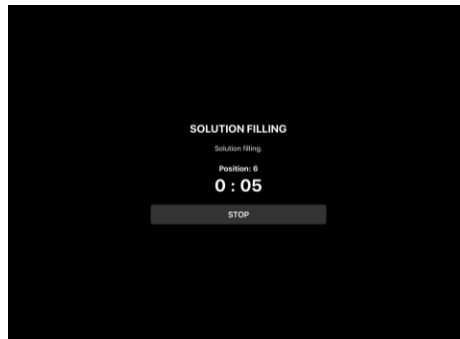 SOLUTION FILLING
Solution filling.
Position: 6
0 : 05
STOP